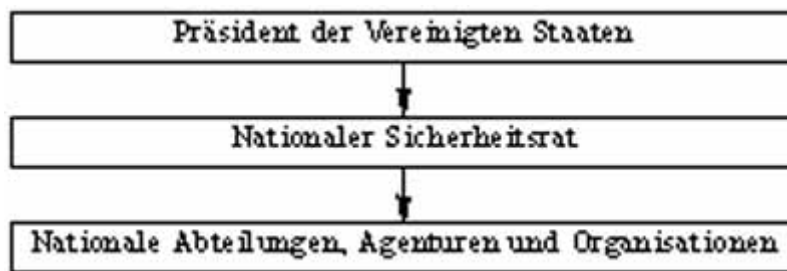 Präsident der Vereinigten Staaten
Nationaler Sicherheitsrat
Nationale Abteilungen, Agenturen und Organisationen